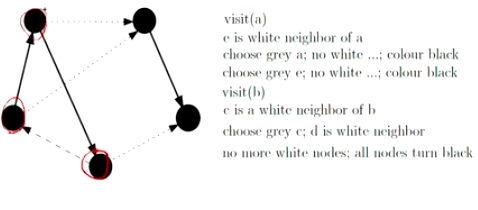 visit(a)
e is white neighbor of a
choose grey a; no white ...; colour black
choose grey e; no white ...; colour black
visit(b)
c is a white neighbor of b
choose grey c; d is white neighbor
no more white nodes; all nodes turn black